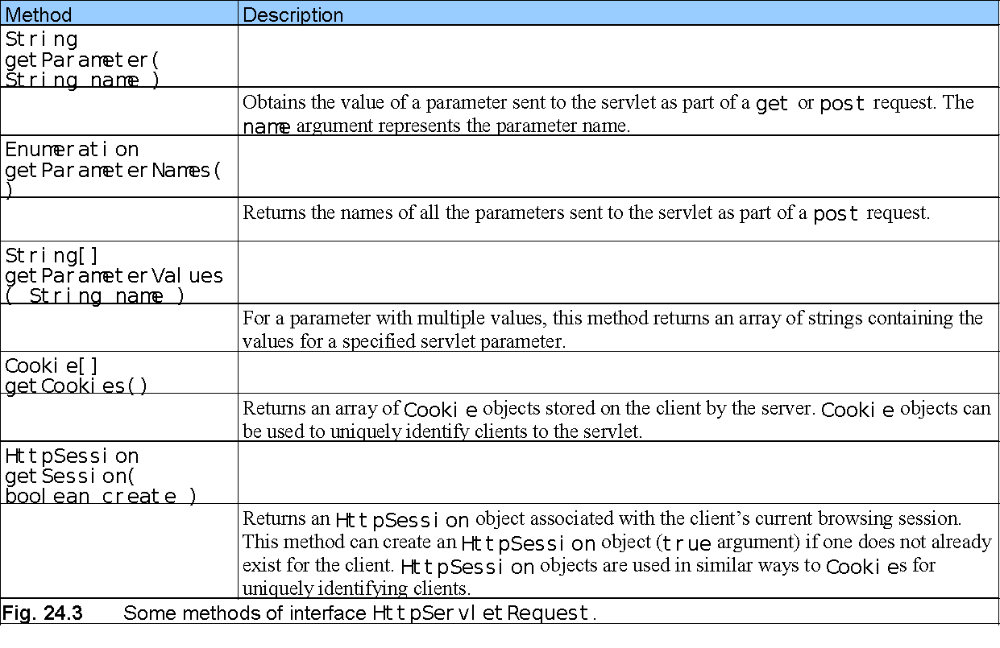 Method Description
String
getParameter(
String name )
Obtains the value of a parameter sent to the servlet as part of a get or post request. The
name argument represents the parameter name.
Enumeration
getParameterNames(
)
Returns the names of all the parameters sent to the servlet as part of a post request.
String[]
getParameterValues
( String name )
For a parameter with multiple values, this method returns an array of strings containing the
values for a specified servlet parameter.
Cookie[]
getCookies()
Returns an array of Cookie objects stored on the client by the server. Cookie objects can
be used to uniquely identify clients to the servlet.
HttpSession
getSession(
boolean create )
Returns an HttpSession object associated with the client’s current browsing session.
This method can create an HttpSession object (true argument) if one does not already
exist for the client. HttpSession objects are used in similar ways to Cookies for
uniquely identifying clients.
Fig. 24.3 Some methods of interface HttpServletRequest.